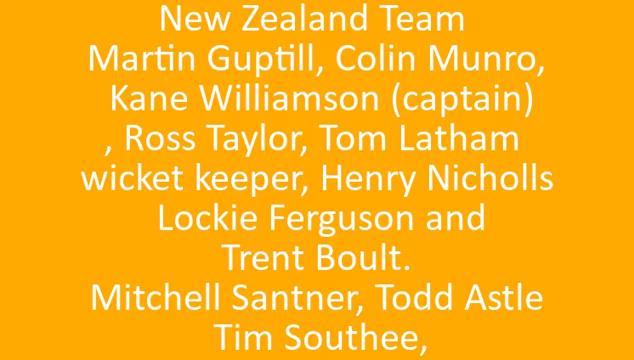 New Zealand Team
Martin Guptill, Colin Munro,
Kane Williamson (captain)
, Ross Taylor, Tom Latham
wicket keeper, Henry Nicholls
Lockie Ferguson and
Trent Boult.
Mitchell Santner, Todd Astle
Tim Southee,